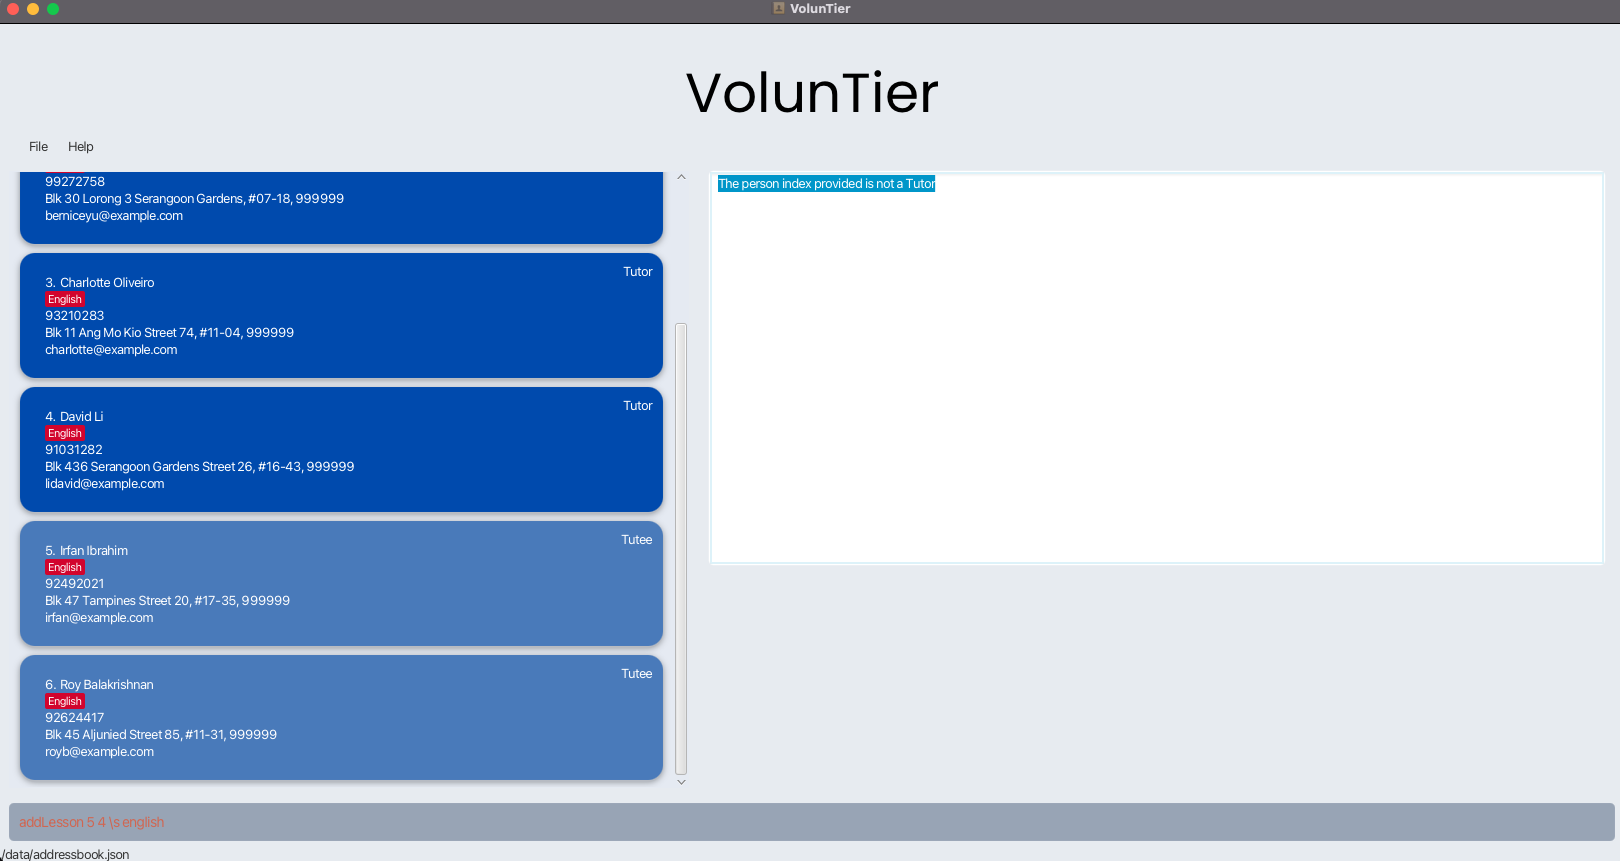 VolunTier
VolunTier
File Help
99272758
Blk 30 Lorong 3 Serangoon Gardens, #07-18, 999999
berniceyu@example.com
3. Charlotte Oliveiro
Tutor
English
93210283
Blk 11 Ang Mo Kio Street 74, #11-04, 999999
charlotte@example.com
4. David Li
Tutor
English
91031282
Blk 436 Serangoon Gardens Street 26, #16-43, 999999
lidavid@example.com
5. Irfan Ibrahim
Tutee
English
92492021
Blk 47 Tampines Street 20, #17-35, 999999
irfan@example.com
6. Roy Balakrishnan
Tutee
English
92624417
Blk 45 Aljunied Street 85, #11-31, 999999
royb@example.com
The person index provided is not a Tutor
addLesson 5 4 \s english
/data/addressbook.json